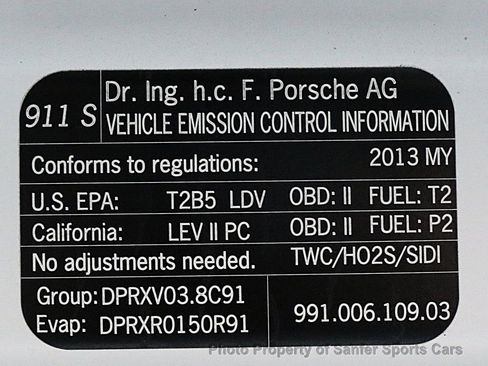 911 S
Dr. Ing. h.c. F. Porsche AG
VEHICLE EMISSION CONTROL INFORMATION
Conforms to regulations: 2013 MY
U.S. EPA: T2B5 LDV OBD: II FUEL: T2
California: LEV II PC OBD: II FUEL: P2
No adjustments needed. TWC/HO2S/SIDI
Group: DPRXV03.8C91
Evap: DPRXR0150R91
991.006.109.03
Photo Property of Sanfer Sports Cars